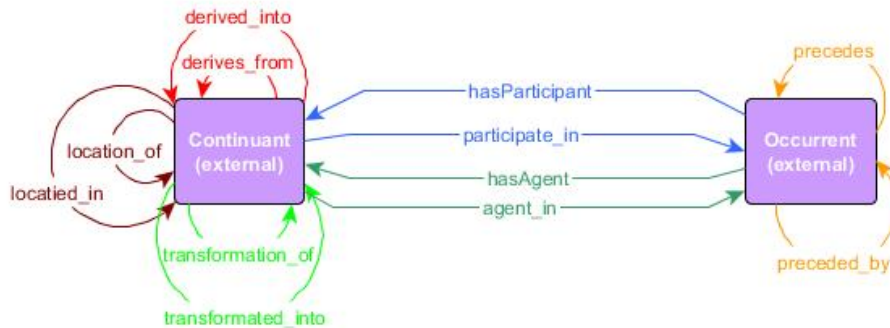 derived_into
derives_from
precedes
hasParticipant
Continuant
(external)
Occurrent
(external)
participate_in
location_of
locatied_in
hasAgent
agent_in
transformation_of
preceded_by
transformated_into